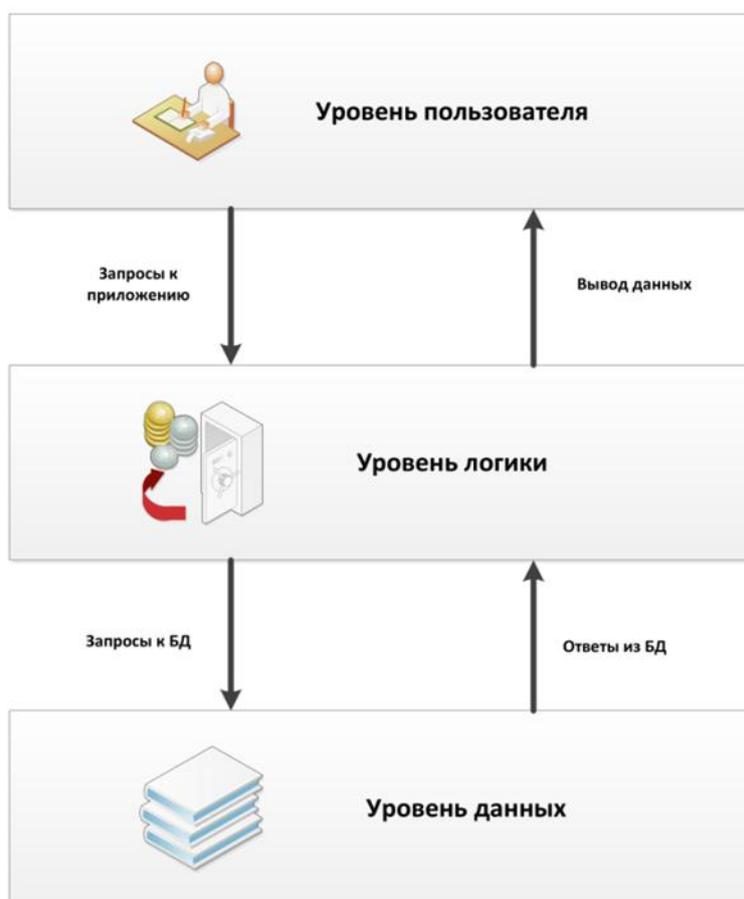 Уровень пользователя
Запросы к
приложению
Вывод данных
Уровень логики
Запросы к БД
Ответы из БД
Уровень данных